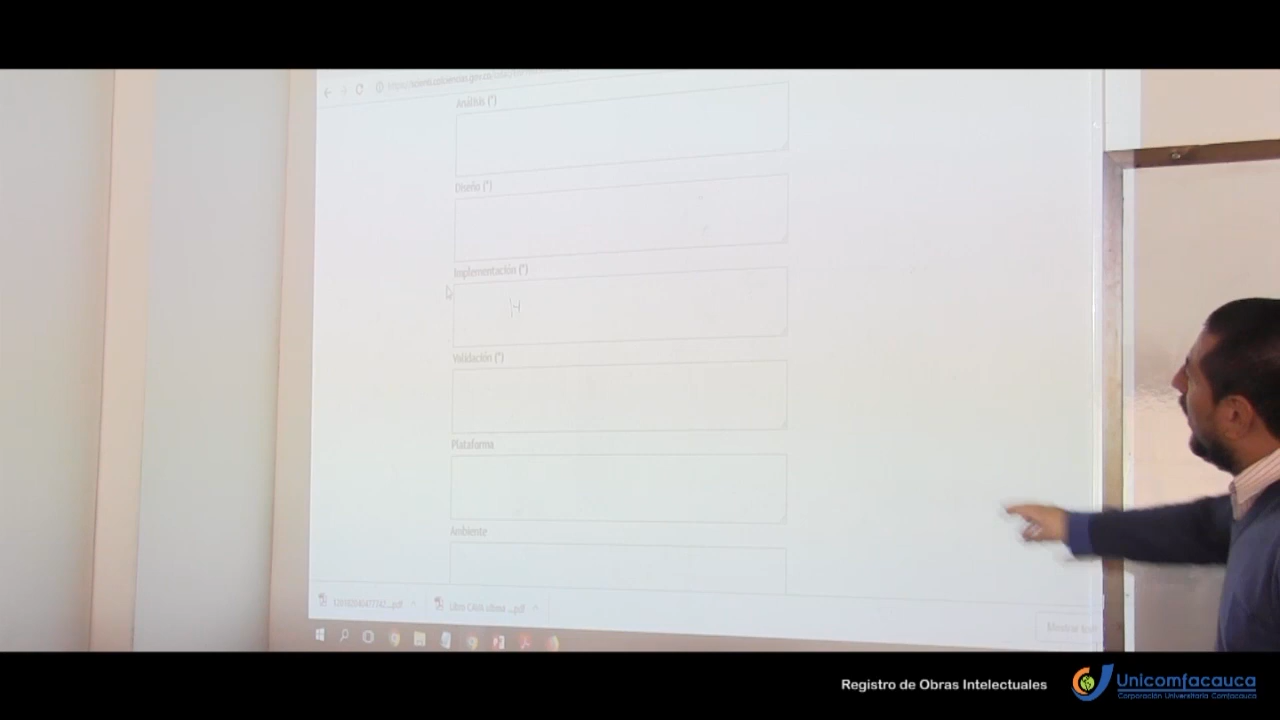 Análisis (*)
Diseño (*)
Implementación (*)
Validación (*)
Plataforma
Ambiente
Registro de Obras Intelectuales
Unicomfacauca
Corporación Universitaria Comfacauca